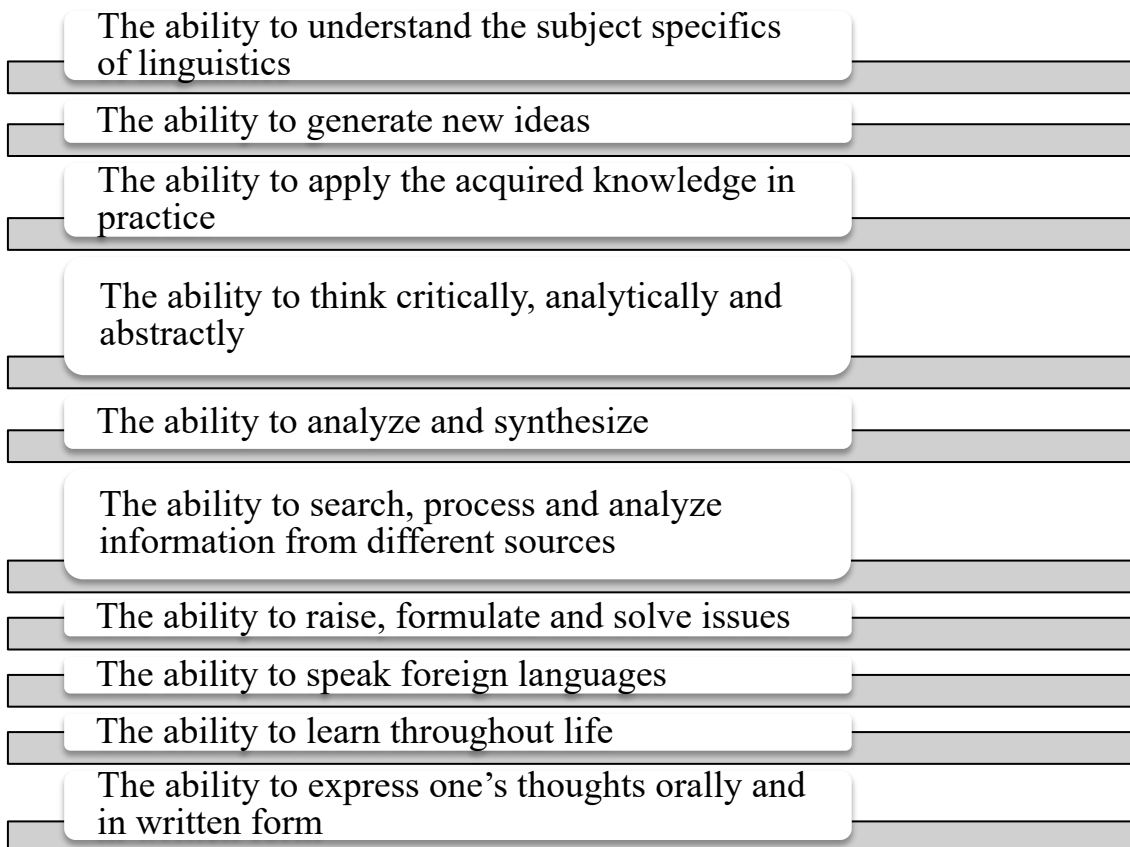 The ability to understand the subject specifics
of linguistics
The ability to generate new ideas
The ability to apply the acquired knowledge in
practice
The ability to think critically, analytically and
abstractly
The ability to analyze and synthesize
The ability to search, process and analyze
information from different sources
The ability to raise, formulate and solve issues
The ability to speak foreign languages
The ability to learn throughout life
The ability to express one’s thoughts orally and
in written form